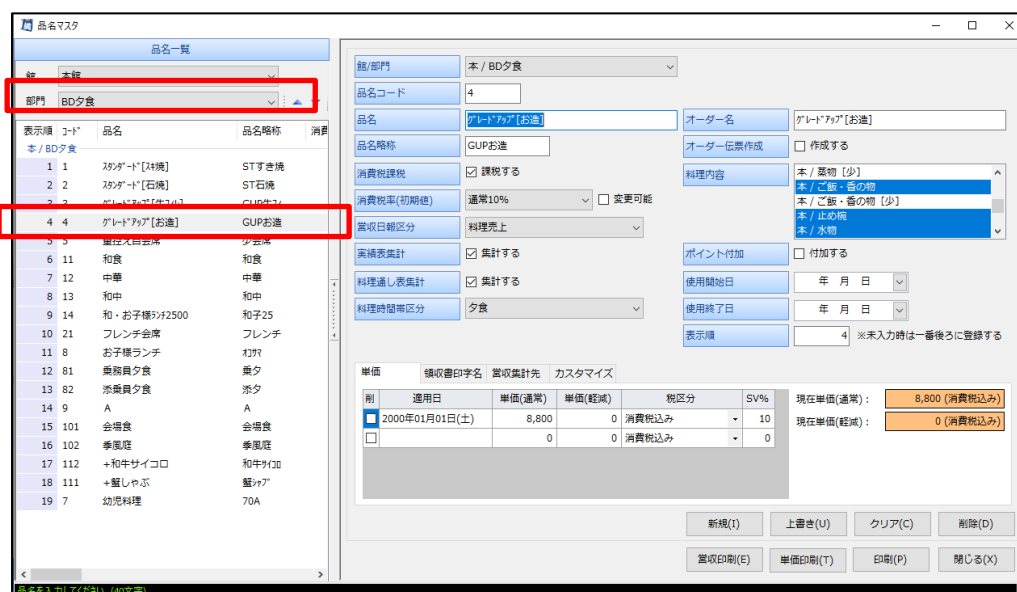 品名マスタ
品名一覧
本館
部門 BD夕食
表示順 ｺｰﾄﾞ 品名 品名略称 消費
本 / BD夕食
1 1 ｽﾀﾝﾀﾞｰﾄﾞ[ｽｷ焼] STすき焼
2 2 ｽﾀﾝﾀﾞｰﾄﾞ[石焼] ST石焼
4 4 ｸﾞﾚｰﾄﾞｱｯﾌﾟ[お造] GUPお造
6 11 和食 和食
7 12 中華 中華
8 13 和中 和中
9 14 和・お子様ﾗﾝﾁ2500 和子25
10 21 フレンチ会席 フレンチ
11 8 お子様ランチ ｵｺｻﾏ
12 81 乗務員夕食 乗夕
13 82 添乗員夕食 添夕
14 9 A A
15 101 会場食 会場食
16 102 季風庭 季風庭
17 112 +和牛サイコロ 和牛ｻｲｺﾛ
18 111 +蟹しゃぶ 蟹ｼｬﾌﾞ
19 7 幼児料理 70A
館/部門 本 / BD夕食
品名コード 4
品名 ｸﾞﾚｰﾄﾞｱｯﾌﾟ[お造] オーダー名 ｸﾞﾚｰﾄﾞｱｯﾌﾟ[お造]
品名略称 GUPお造 オーダー伝票作成 作成する
消費税課税 課税する 料理内容
本 / 菓物［少］
本 / ご飯・香の物
本 / ご飯・香の物［少］
本 / 止め椀
本 / 水物
消費税率(初期値) 通常10% 変更可能
営収日報区分 料理売上
実績表集計 集計する ポイント付加 付加する
料理通し表集計 集計する 使用開始日 年 月 日
料理時間帯区分 夕食 使用終了日 年 月 日
表示順 4 ※未入力時は一番後ろに登録する
単価 領収書印字名 営収集計先 カスタマイズ
削 適用日 単価(通常) 単価(軽減) 税区分 SV%
2000年01月01日(土) 8,800 0 消費税込み 10
0 0 消費税込み 0
現在単価(通常)： 8,800 (消費税込み)
現在単価(軽減)： 0 (消費税込み)
新規(I) 上書き(U) クリア(C) 削除(D)
営収印刷(E) 単価印刷(T) 印刷(P) 閉じる(X)
品名を入力してください (40文字)